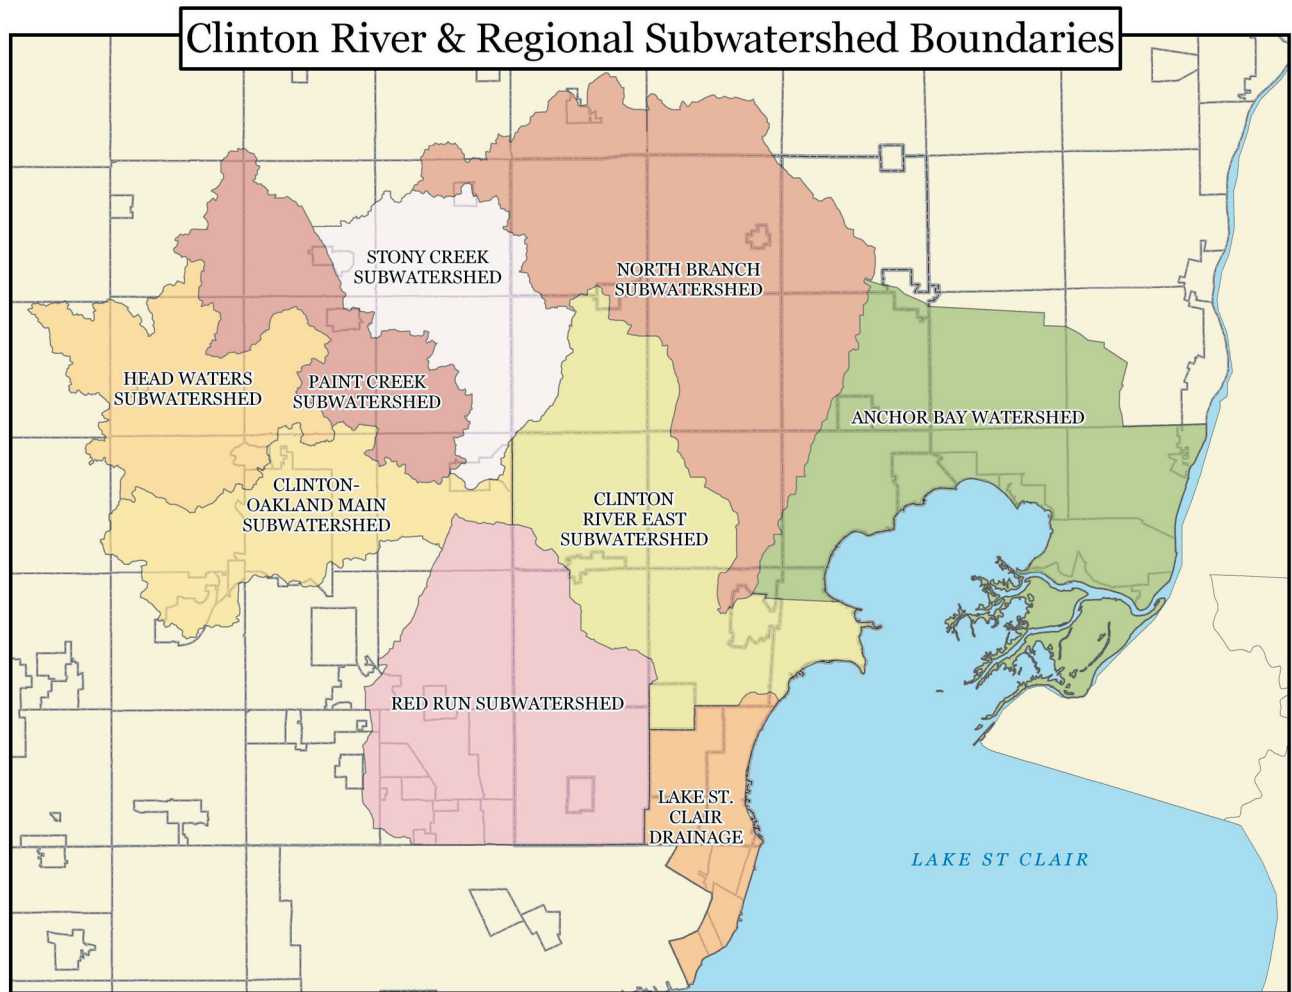 Clinton River & Regional Subwatershed Boundaries
STONY CREEK
SUBWATERSHED
NORTH BRANCH
SUBWATERSHED
HEAD WATERS
SUBWATERSHED
PAINT CREEK
SUBWATERSHED
ANCHOR BAY WATERSHED
CLINTON-
OAKLAND MAIN
SUBWATERSHED
CLINTON
RIVER EAST
SUBWATERSHED
RED RUN SUBWATERSHED
LAKE ST.
CLAIR
DRAINAGE
LAKE ST CLAIR